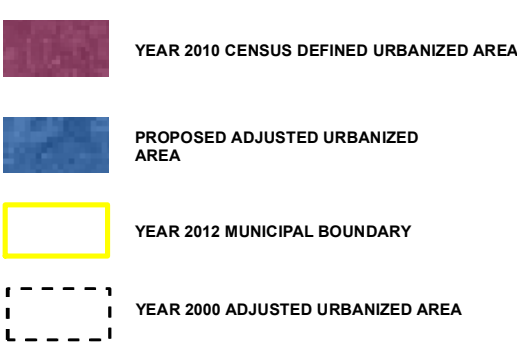 YEAR 2010 CENSUS DEFINED URBANIZED AREA
PROPOSED ADJUSTED URBANIZED
AREA
YEAR 2012 MUNICIPAL BOUNDARY
YEAR 2000 ADJUSTED URBANIZED AREA